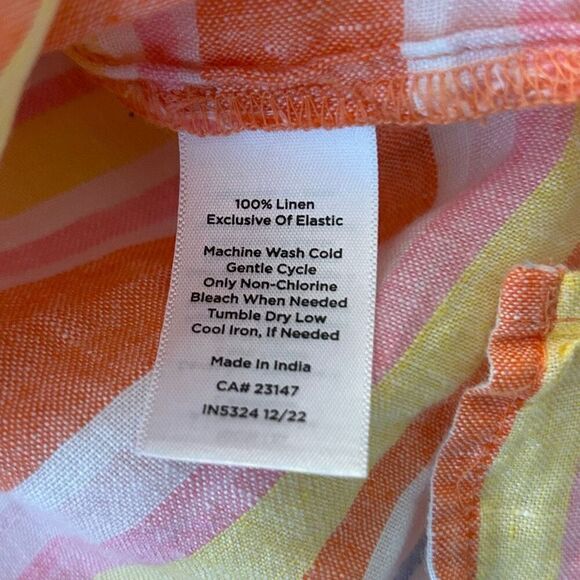 100% Linen
Exclusive Of Elastic
Machine Wash Cold
Gentle Cycle
Only Non-Chlorine
Bleach When Needed
Tumble Dry Low
Cool Iron, If Needed
Made In India
CA# 23147
IN5324 12/22